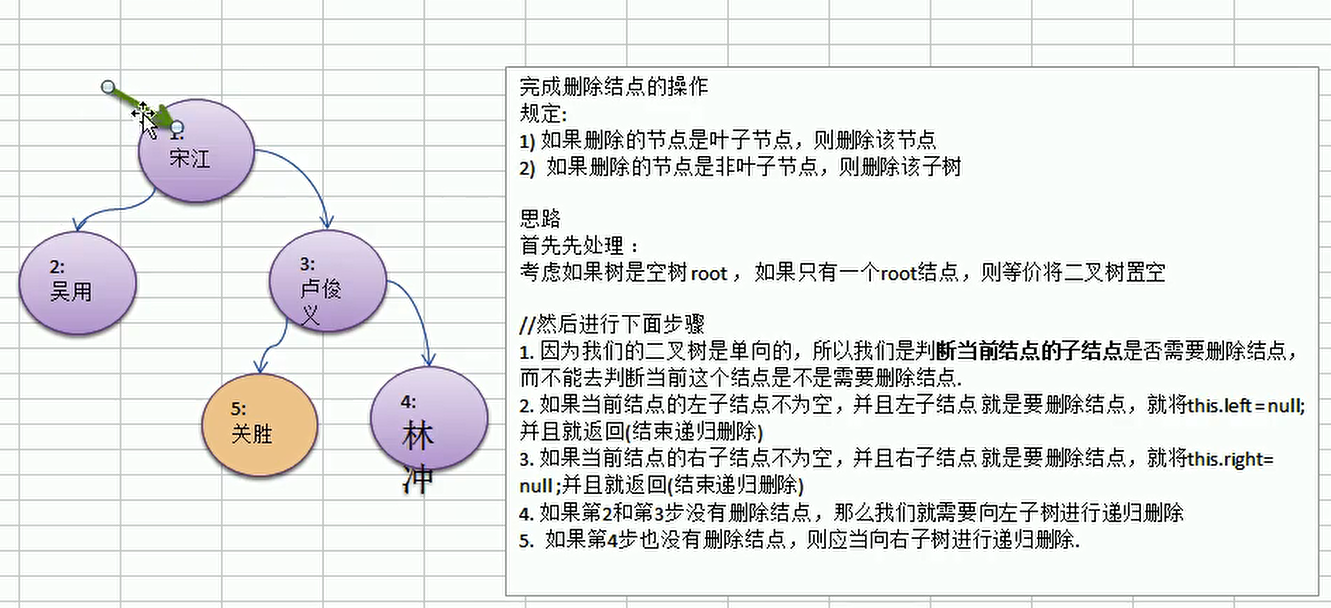 1:
宋江
2:
吴用
3:
卢俊
义
5:
关胜
4:
林
冲
完成删除结点的操作
规定:
1) 如果删除的节点是叶子节点，则删除该节点
2) 如果删除的节点是非叶子节点，则删除该子树
思路
首先先处理：
考虑如果树是空树 root ，如果只有一个root结点，则等价将二叉树置空
//然后进行下面步骤
1. 因为我们的二叉树是单向的，所以我们是判断当前结点的子结点是否需要删除结点，
而不能去判断当前这个结点是不是需要删除结点.
2. 如果当前结点的左子结点不为空，并且左子结点 就是要删除结点，就将this.left = null;
并且就返回(结束递归删除)
3. 如果当前结点的右子结点不为空，并且右子结点 就是要删除结点，就将this.right=
null ;并且就返回(结束递归删除)
4. 如果第2和第3步没有删除结点，那么我们就需要向左子树进行递归删除
5. 如果第4步也没有删除结点，则应当向右子树进行递归删除.